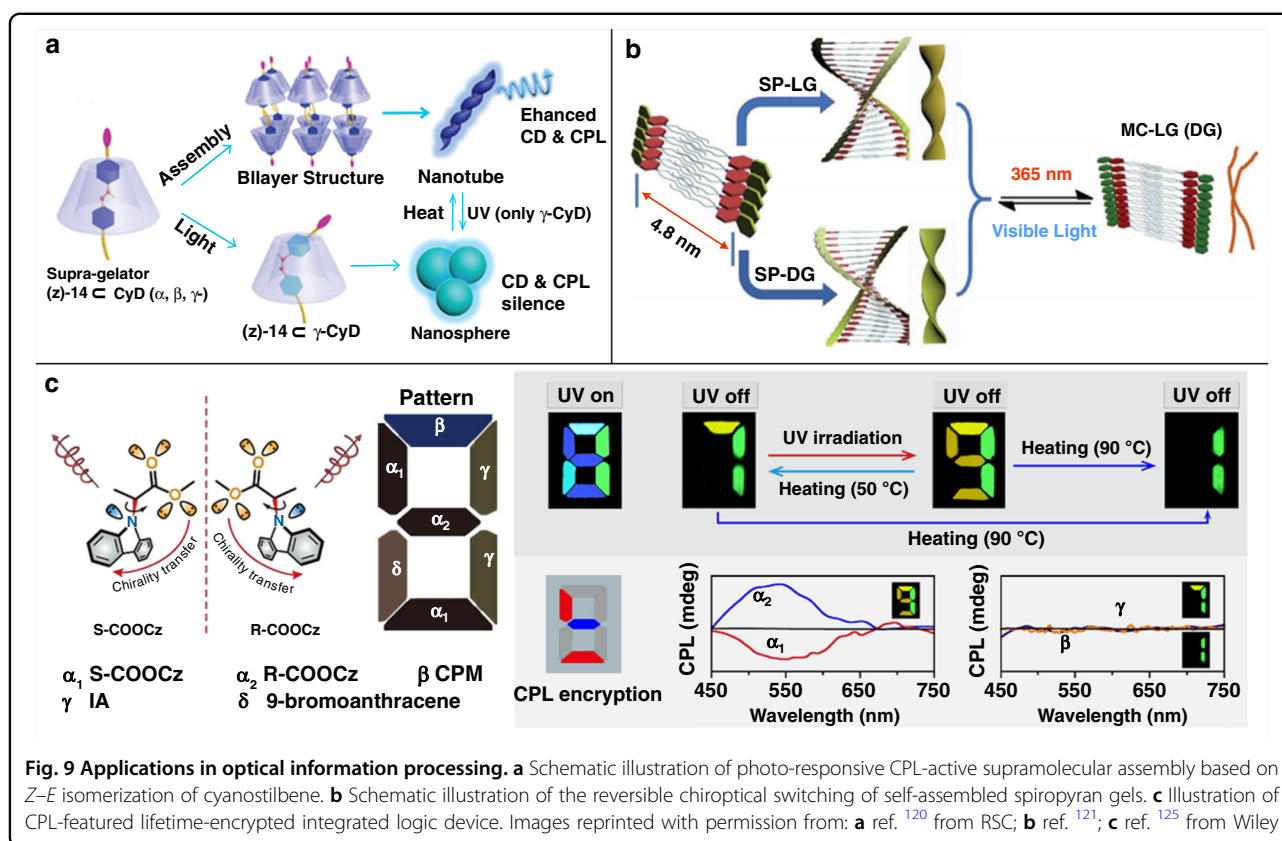 a
Assembly
Light
Supra-gelator
(z)-14 ⊂ CyD (α, β, γ-)
BIlayer Structure
(z)-14 ⊂ γ-CyD
Nanotube
Heat
UV (only γ-CyD)
Nanosphere
Ehanced
CD & CPL
CD & CPL
silence
b
4.8 nm
SP-LG
SP-DG
365 nm
Visible Light
MC-LG (DG)
c
O
O
N
Chirality transfer
S-COOCz
O
O
N
Chirality transfer
R-COOCz
Pattern
β
α1
γ
α2
δ
γ
α1
α1 S-COOCz
α2 R-COOCz
β CPM
γ IA
δ 9-bromoanthracene
UV on
UV off
UV irradiation
Heating (50 °C)
UV off
Heating (90 °C)
UV off
Heating (90 °C)
CPL encryption
CPL (mdeg)
α2
α1
450 550 650 750
Wavelength (nm)
CPL (mdeg)
γ
β
450 550 650 750
Wavelength (nm)
Fig. 9 Applications in optical information processing. a Schematic illustration of photo-responsive CPL-active supramolecular assembly based on
Z–E isomerization of cyanostilbene. b Schematic illustration of the reversible chiroptical switching of self-assembled spiropyran gels. c Illustration of
CPL-featured lifetime-encrypted integrated logic device. Images reprinted with permission from: a ref. 120 from RSC; b ref. 121; c ref. 125 from Wiley